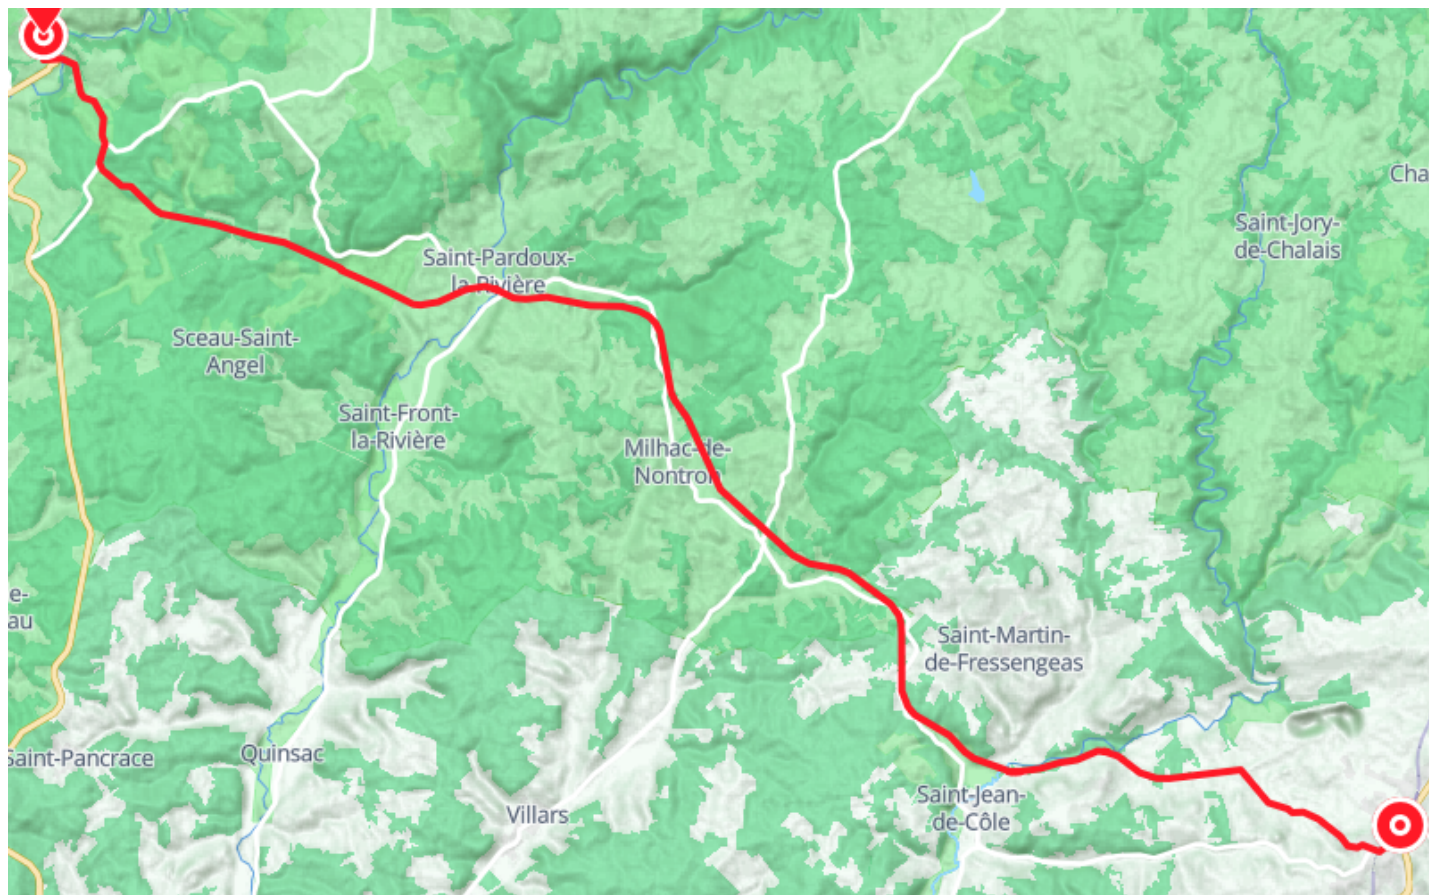 Cha
Saint-Jory-
de-Chalais
Saint-Pardoux-
la-Rivière
Sceau-Saint-
Angel
Saint-Front-
la-Rivière
Milhac-de-
Nontron
e-
au
Saint-Martin-
de-Fressengeas
Saint-Pancrace
Quinsac
Villars
Saint-Jean-
de-Côle